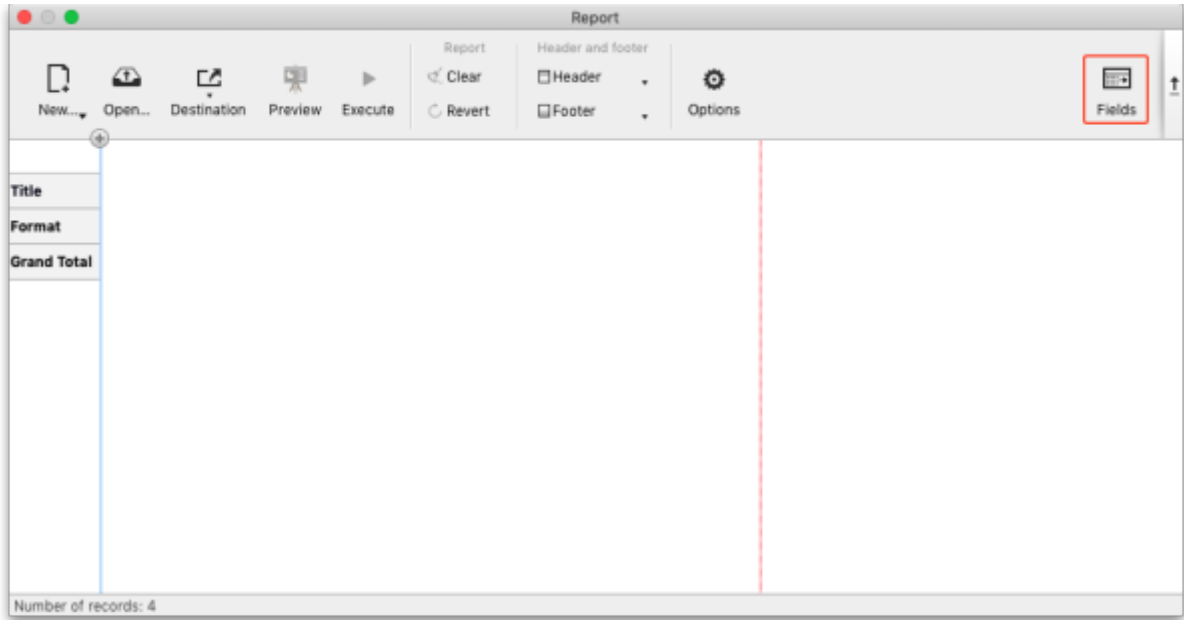 Report
Report
Header and footer
Clear
Header
New...
Open...
Destination
Preview
Execute
Revert
Footer
Options
Fields
Title
Format
Grand Total
Number of records: 4